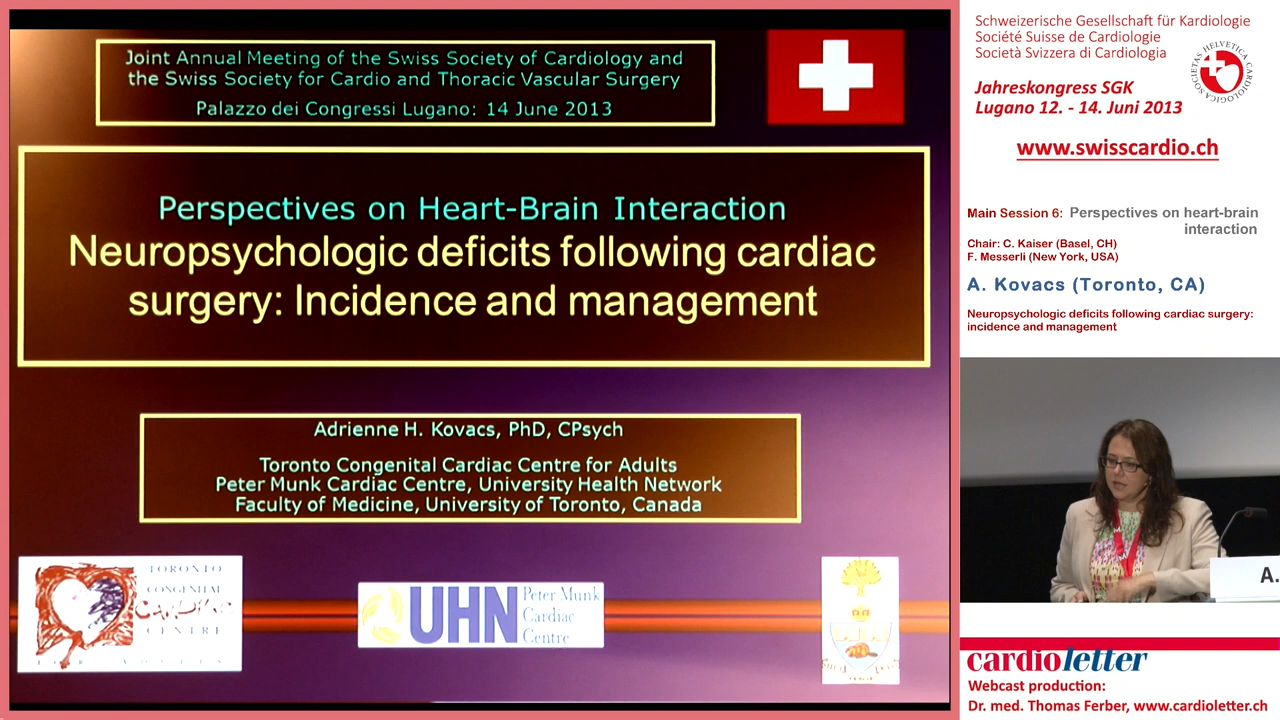 Joint Annual Meeting of the Swiss Society of Cardiology and
the Swiss Society for Cardio and Thoracic Vascular Surgery
Palazzo dei Congressi Lugano: 14 June 2013
Perspectives on Heart-Brain Interaction
Neuropsychologic deficits following cardiac
surgery: Incidence and management
Adrienne H. Kovacs, PhD, CPsych
Toronto Congenital Cardiac Centre for Adults
Peter Munk Cardiac Centre, University Health Network
Faculty of Medicine, University of Toronto, Canada
TORONTO
CONGENITAL
CARDIAC
CENTRE
FOR ADULTS
UHN
Peter Munk
Cardiac
Centre
Schweizerische Gesellschaft für Kardiologie
Société Suisse de Cardiologie
Società Svizzera di Cardiologia
SOCIETAS HELVETICA CARDIOLOGICA
Jahreskongress SGK
Lugano 12. - 14. Juni 2013
www.swisscardio.ch
Main Session 6: Perspectives on heart-brain
interaction
Chair: C. Kaiser (Basel, CH)
F. Messerli (New York, USA)
A. Kovacs (Toronto, CA)
Neuropsychologic deficits following cardiac surgery:
incidence and management
A.
cardioletter
Webcast production:
Dr. med. Thomas Ferber, www.cardioletter.ch